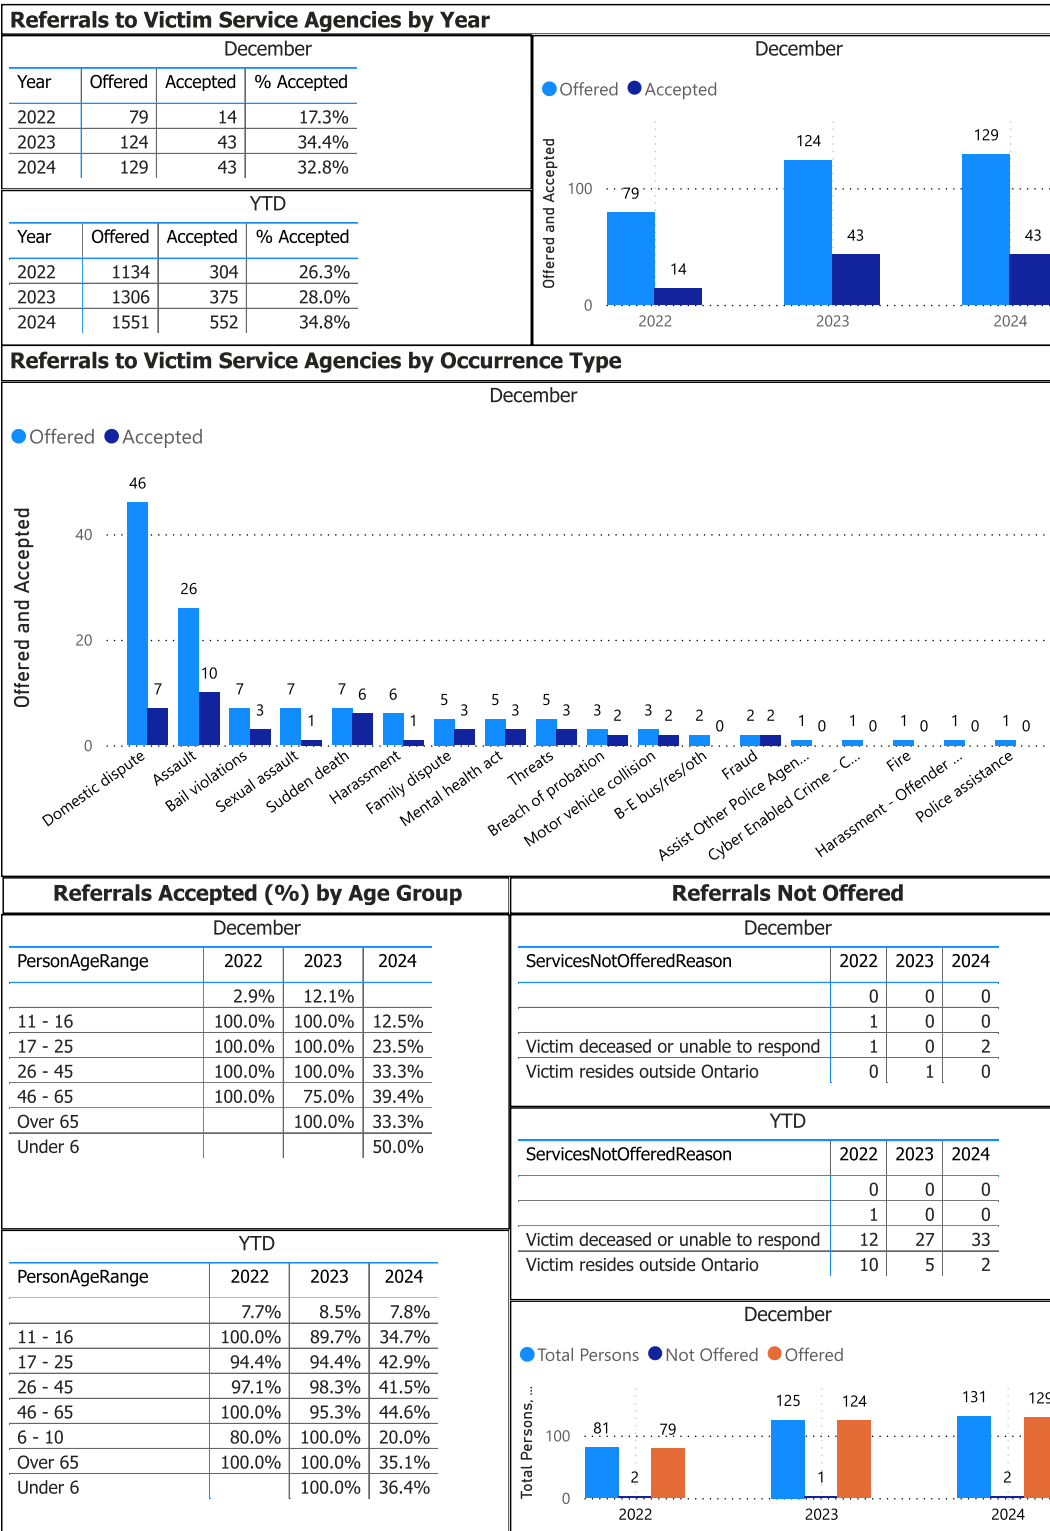 Referrals to Victim Service Agencies by Year
December
Year Offered Accepted % Accepted
2022 79 14 17.3%
2023 124 43 34.4%
2024 129 43 32.8%
YTD
Year Offered Accepted % Accepted
2022 1134 304 26.3%
2023 1306 375 28.0%
2024 1551 552 34.8%
December
Offered Accepted
Offered and Accepted
100
0
79
14
124
43
129
43
2022 2023 2024
Referrals to Victim Service Agencies by Occurrence Type
December
Offered Accepted
Offered and Accepted
40
20
0
46 7 26 10 7 3 7 1 7 6 6 1 5 3 5 3 5 3 3 2 3 2 2 0 2 2 1 0 1 0 1 0 1 0 1 0
Domestic dispute
Assault
Bail violations
Sexual assault
Sudden death
Harassment
Family dispute
Mental health act
Threats
Breach of probation
Motor vehicle collision
B-E bus/res/oth
Fraud
Assist Other Police Agen...
Cyber Enabled Crime - C...
Fire
Harassment - Offender ...
Police assistance
Referrals Accepted (%) by Age Group
December
PersonAgeRange 2022 2023 2024
2.9% 12.1%
11 - 16 100.0% 100.0% 12.5%
17 - 25 100.0% 100.0% 23.5%
26 - 45 100.0% 100.0% 33.3%
46 - 65 100.0% 75.0% 39.4%
Over 65 100.0% 33.3%
Under 6 50.0%
YTD
PersonAgeRange 2022 2023 2024
7.7% 8.5% 7.8%
11 - 16 100.0% 89.7% 34.7%
17 - 25 94.4% 94.4% 42.9%
26 - 45 97.1% 98.3% 41.5%
46 - 65 100.0% 95.3% 44.6%
6 - 10 80.0% 100.0% 20.0%
Over 65 100.0% 100.0% 35.1%
Under 6 100.0% 36.4%
Referrals Not Offered
December
ServicesNotOfferedReason 2022 2023 2024
0 0 0
1 0 0
Victim deceased or unable to respond 1 0 2
Victim resides outside Ontario 0 1 0
YTD
ServicesNotOfferedReason 2022 2023 2024
0 0 0
1 0 0
Victim deceased or unable to respond 12 27 33
Victim resides outside Ontario 10 5 2
December
Total Persons Not Offered Offered
Total Persons,...
100
0
81 2 79
125 1 124
131 2 129
2022 2023 2024